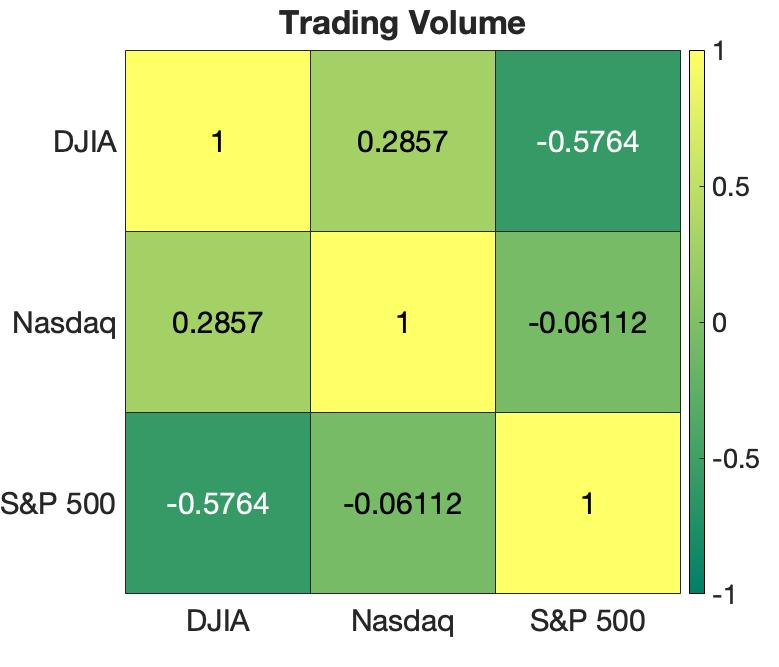 Trading Volume
DJIA 1 0.2857 -0.5764
Nasdaq 0.2857 1 -0.06112
S&P 500 -0.5764 -0.06112 1
DJIA Nasdaq S&P 500
1
0.5
0
-0.5
-1